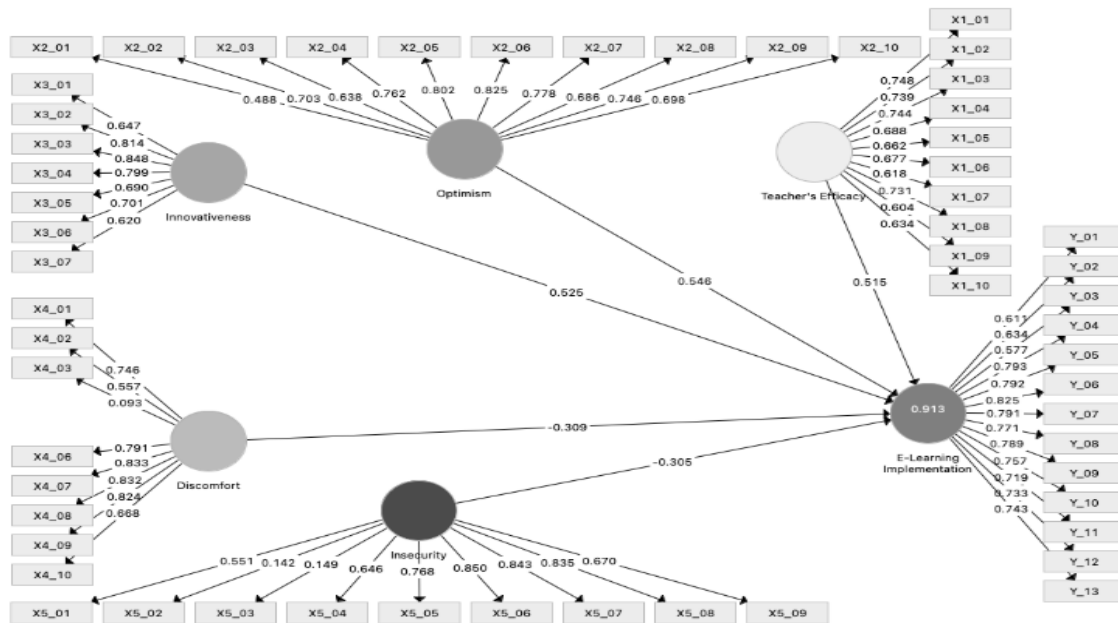 X1_01
X2_01 X2_02 X2_03 X2_04 X2_05 X2_06 X2_07 X2_08 X2_09 X2_10
X1_02
X1_03
X1_04
X1_05
X1_06
X1_07
X1_08
X1_09
X1_10
0.488 0.703 0.638 0.762 0.802 0.825 0.778 0.686 0.746 0.698
0.748
0.739
0.744
0.688
0.662
0.677
0.618
0.731
0.604
0.634
X3_01
X3_02
X3_03
X3_04
X3_05
X3_06
X3_07
0.647
0.814
0.848
0.799
0.690
0.701
0.620
Innovativeness
Optimism
Teacher's Efficacy
0.525
0.546
0.515
X4_01
X4_02
X4_03
X4_06
X4_07
X4_08
X4_09
X4_10
0.746
0.557
0.093
0.791
0.833
0.832
0.824
0.668
Discomfort
-0.309
-0.305
0.913
E-Learning
Implementation
Y_01
Y_02
Y_03
Y_04
Y_05
Y_06
Y_07
Y_08
Y_09
Y_10
Y_11
Y_12
Y_13
0.611
0.634
0.577
0.793
0.792
0.825
0.791
0.771
0.789
0.757
0.719
0.733
0.743
Insecurity
0.551 0.142 0.149 0.646 0.768 0.850 0.843 0.835 0.670
X5_01 X5_02 X5_03 X5_04 X5_05 X5_06 X5_07 X5_08 X5_09